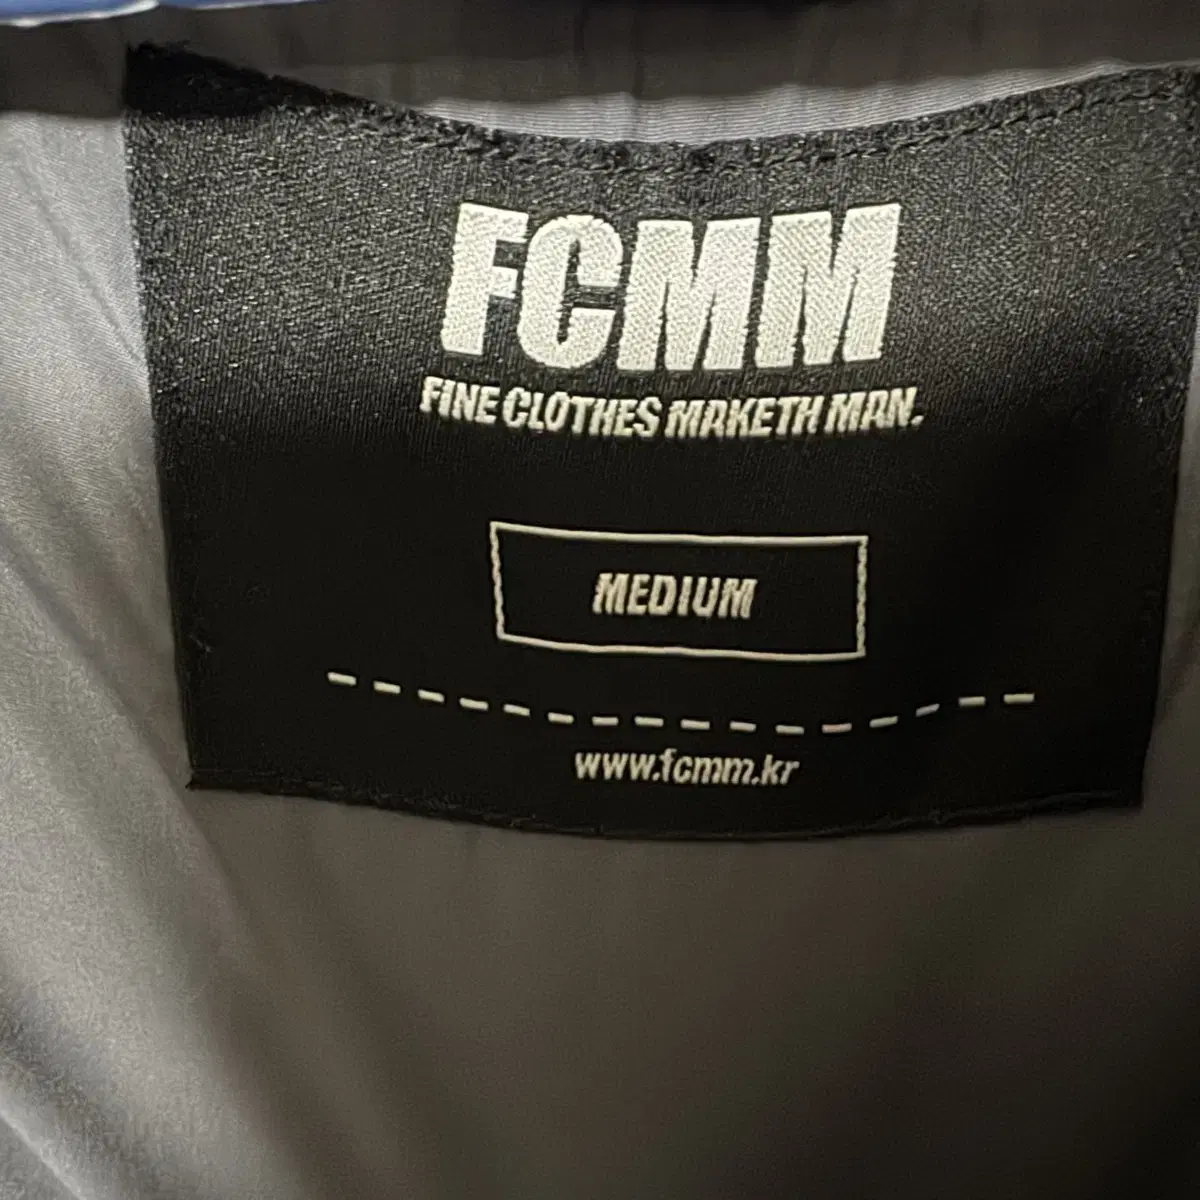 FCMM
FINE CLOTHES MAKETH MAN.
MEDIUM
www.fcmm.kr